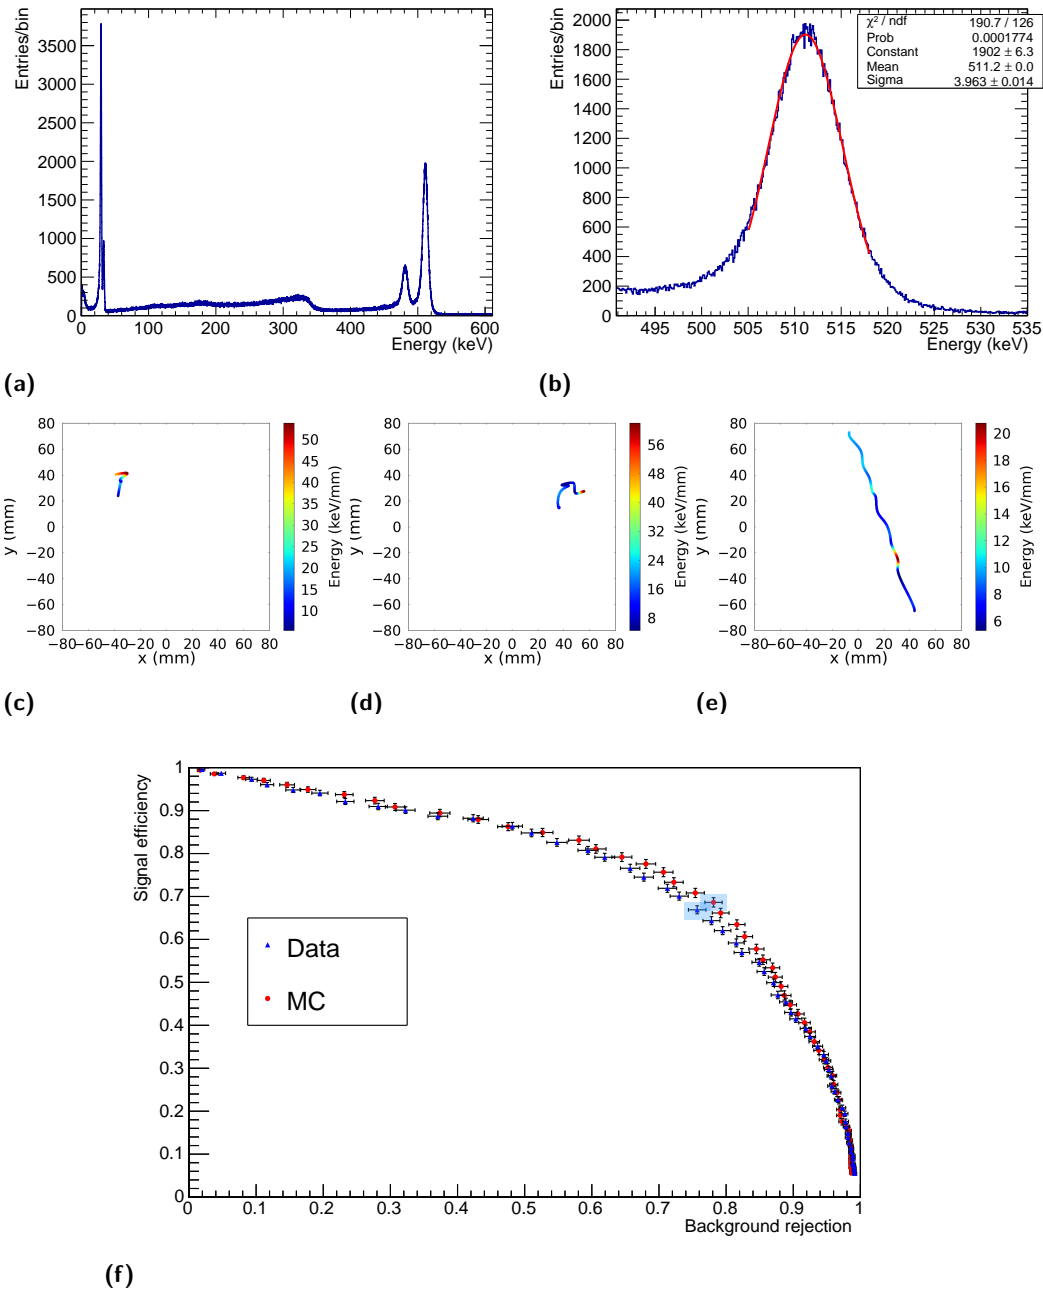 Entries/bin
3500
3000
2500
2000
1500
1000
500
0
0 100 200 300 400 500 600
Energy (keV)
(a)
Entries/bin
2000
1800
1600
1400
1200
1000
800
600
400
200
0
495 500 505 510 515 520 525 530 535
Energy (keV)
χ² / ndf 190.7 / 126
Prob 0.0001774
Constant 1902 ± 6.3
Mean 511.2 ± 0.0
Sigma 3.963 ± 0.014
(b)
80
60
40
20
0
−20
−40
−60
−80
−80−60−40−20 0 20 40 60 80
x (mm)
y (mm)
50
45
40
35
30
25
20
15
10
Energy (keV/mm)
(c)
80
60
40
20
0
−20
−40
−60
−80
−80−60−40−20 0 20 40 60 80
x (mm)
y (mm)
56
48
40
32
24
16
8
Energy (keV/mm)
(d)
80
60
40
20
0
−20
−40
−60
−80
−80−60−40−20 0 20 40 60 80
x (mm)
y (mm)
20
18
16
14
12
10
8
6
Energy (keV/mm)
(e)
Signal efficiency
1
0.9
0.8
0.7
0.6
0.5
0.4
0.3
0.2
0.1
0
Data
MC
0 0.1 0.2 0.3 0.4 0.5 0.6 0.7 0.8 0.9 1
Background rejection
(f)